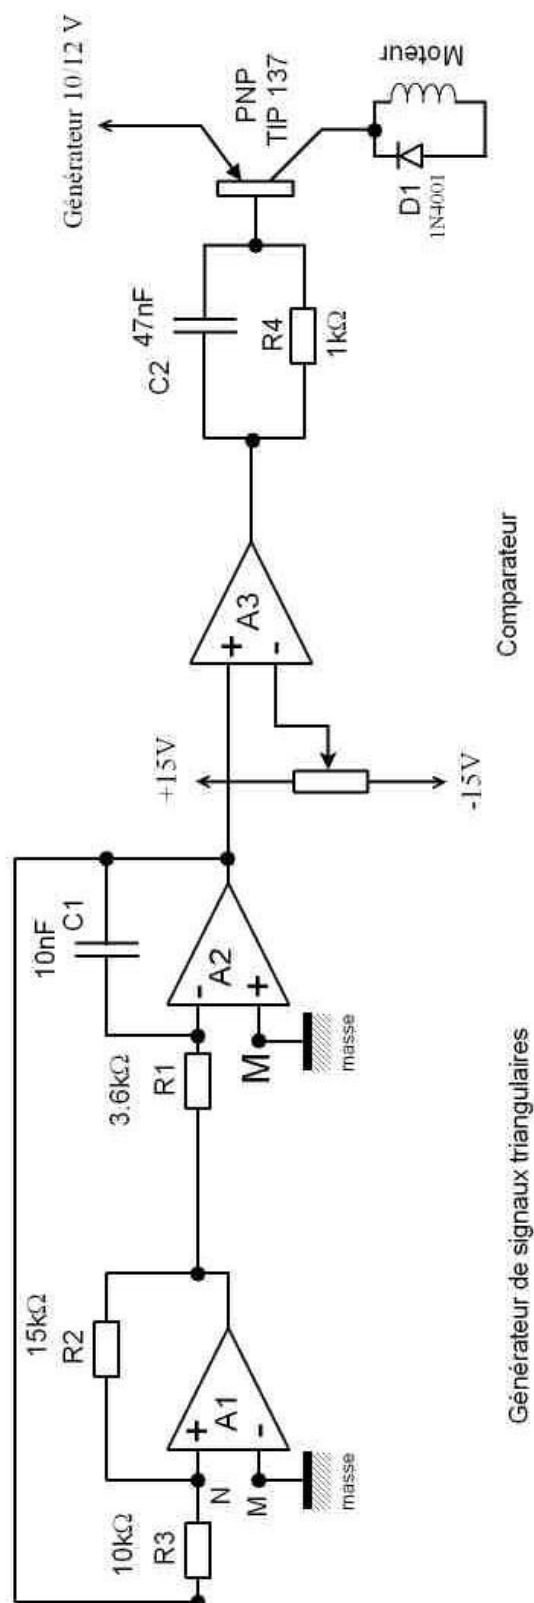 10kΩ
R3
N
M
masse
15kΩ
R2
+
A1
-
3.6kΩ
R1
M
masse
10nF
C1
-
A2
+
+15V
-15V
+
A3
-
C2
47nF
R4
1kΩ
Générateur 10/12 V
PNP
TIP 137
D1
1N4001
Moteur
Générateur de signaux triangulaires
Comparateur